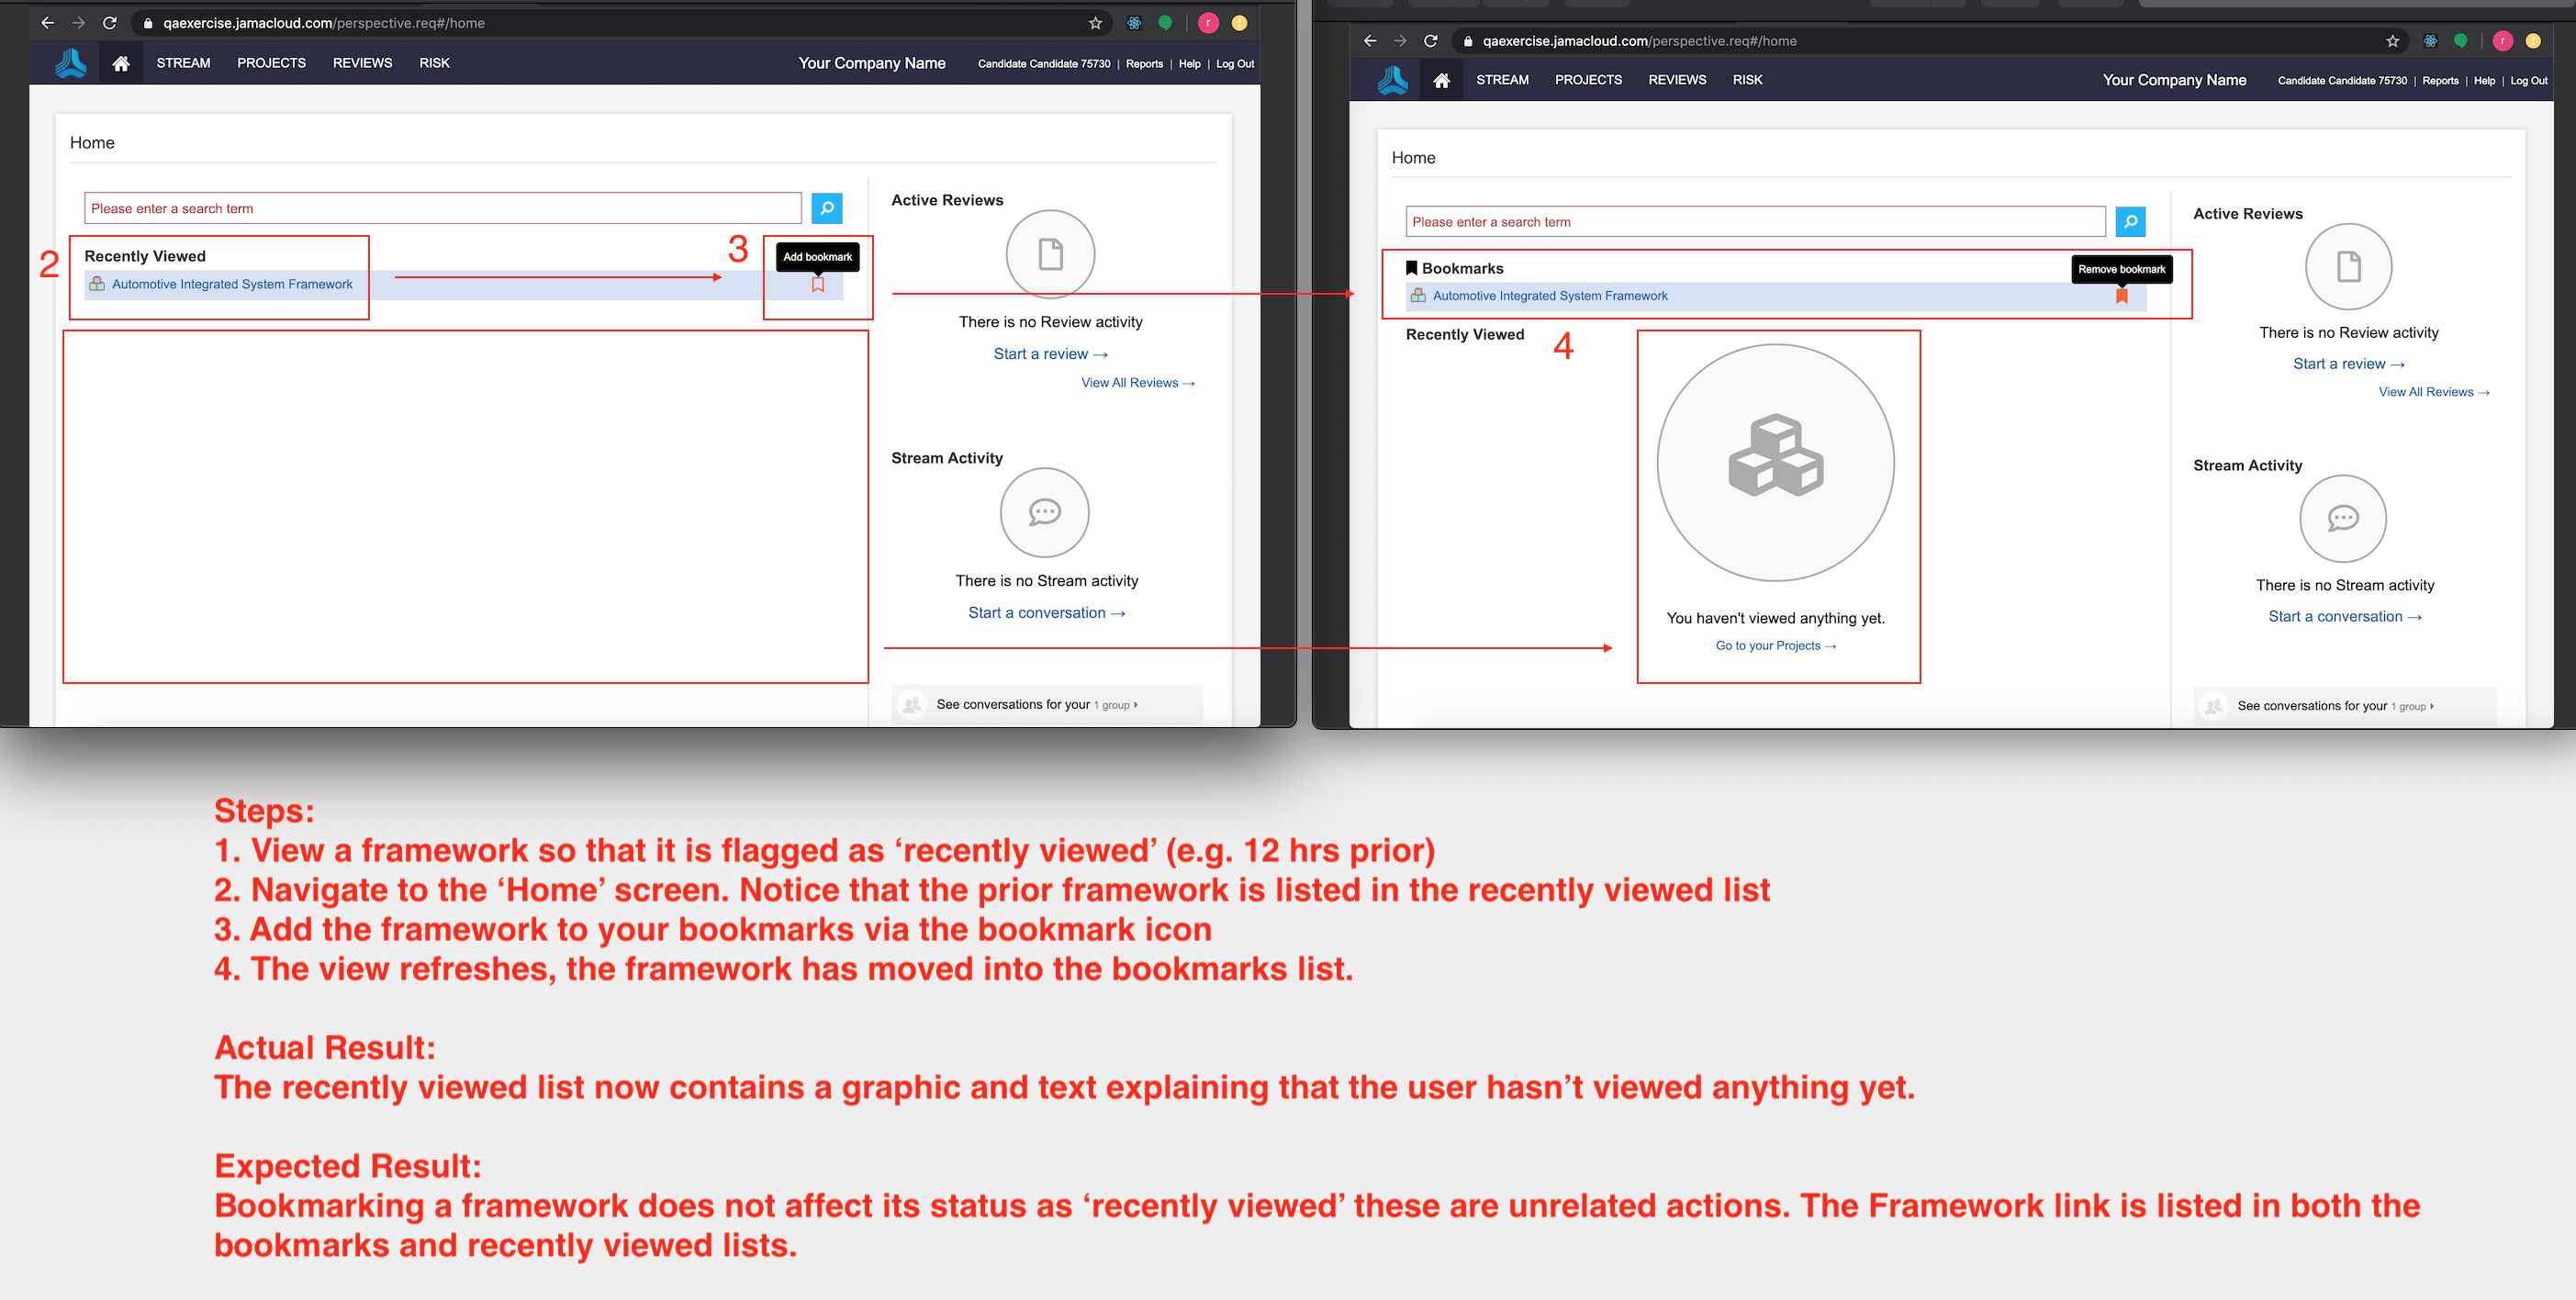 qaexercise.jamacloud.com/perspective.req#/home
STREAM PROJECTS REVIEWS RISK Your Company Name Candidate Candidate 75730 | Reports | Help | Log Out
Home
Please enter a search term
2 Recently Viewed
Automotive Integrated System Framework
3
Add bookmark
Active Reviews
There is no Review activity
Start a review →
View All Reviews →
Stream Activity
There is no Stream activity
Start a conversation →
See conversations for your 1 group
qaexercise.jamacloud.com/perspective.req#/home
STREAM PROJECTS REVIEWS RISK Your Company Name Candidate Candidate 75730 | Reports | Help | Log Out
Home
Please enter a search term
Bookmarks
Remove bookmark
Automotive Integrated System Framework
Recently Viewed
4
You haven't viewed anything yet.
Go to your Projects →
Active Reviews
There is no Review activity
Start a review →
View All Reviews →
Stream Activity
There is no Stream activity
Start a conversation →
See conversations for your 1 group
Steps:
1. View a framework so that it is flagged as ‘recently viewed’ (e.g. 12 hrs prior)
2. Navigate to the ‘Home’ screen. Notice that the prior framework is listed in the recently viewed list
3. Add the framework to your bookmarks via the bookmark icon
4. The view refreshes, the framework has moved into the bookmarks list.
Actual Result:
The recently viewed list now contains a graphic and text explaining that the user hasn’t viewed anything yet.
Expected Result:
Bookmarking a framework does not affect its status as ‘recently viewed’ these are unrelated actions. The Framework link is listed in both the
bookmarks and recently viewed lists.